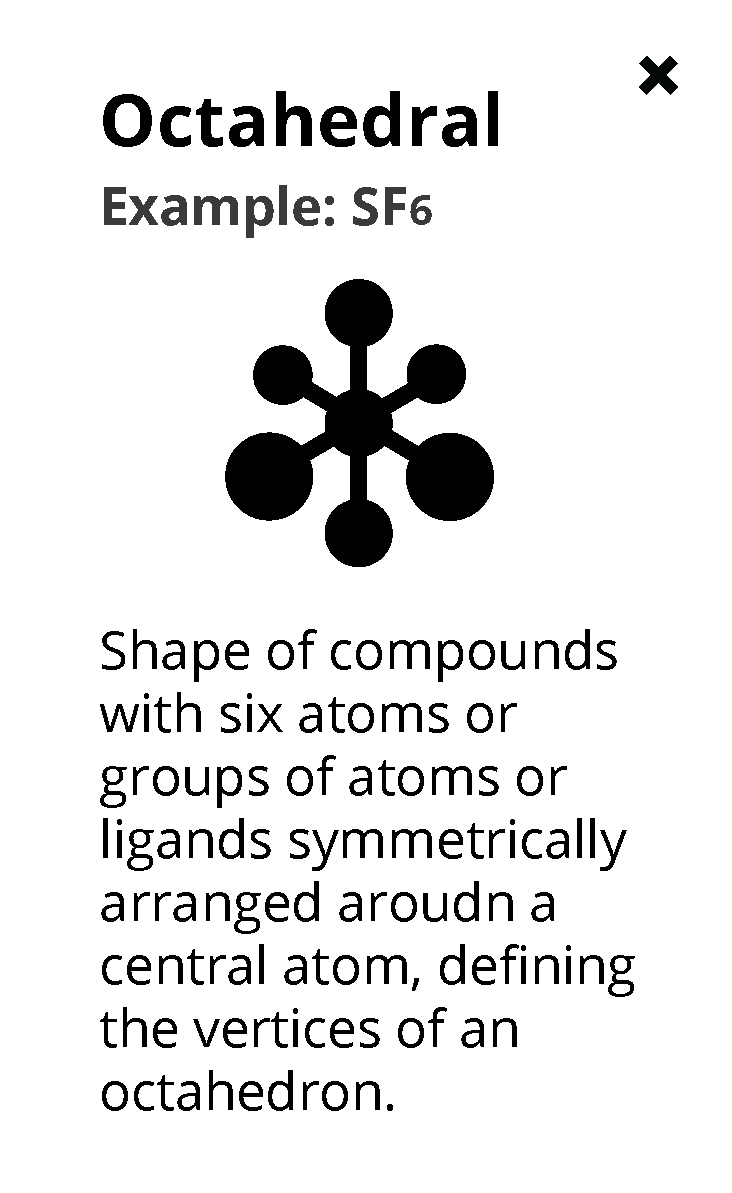 Octahedral
Example: SF6
Shape of compounds
with six atoms or
groups of atoms or
ligands symmetrically
arranged aroudn a
central atom, defining
the vertices of an
octahedron.